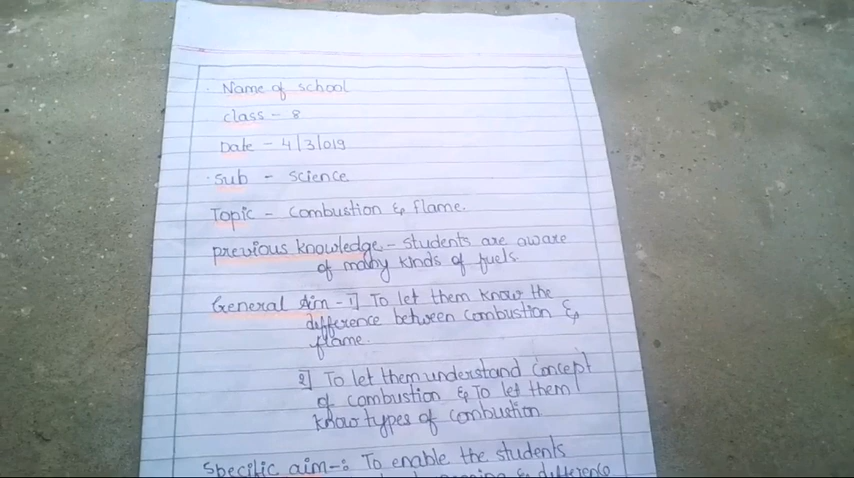 Name of school
class - 8
Date - 4/3/019
Sub - science
Topic - combustion & flame.
previous knowledge - students are aware
of many kinds of fuels.
General Aim - 1] To let them know the
difference between combustion &
flame.
2] To let them understand concept
of combustion & To let them
know types of combustion
Specific aim -: To enable the students
& difference